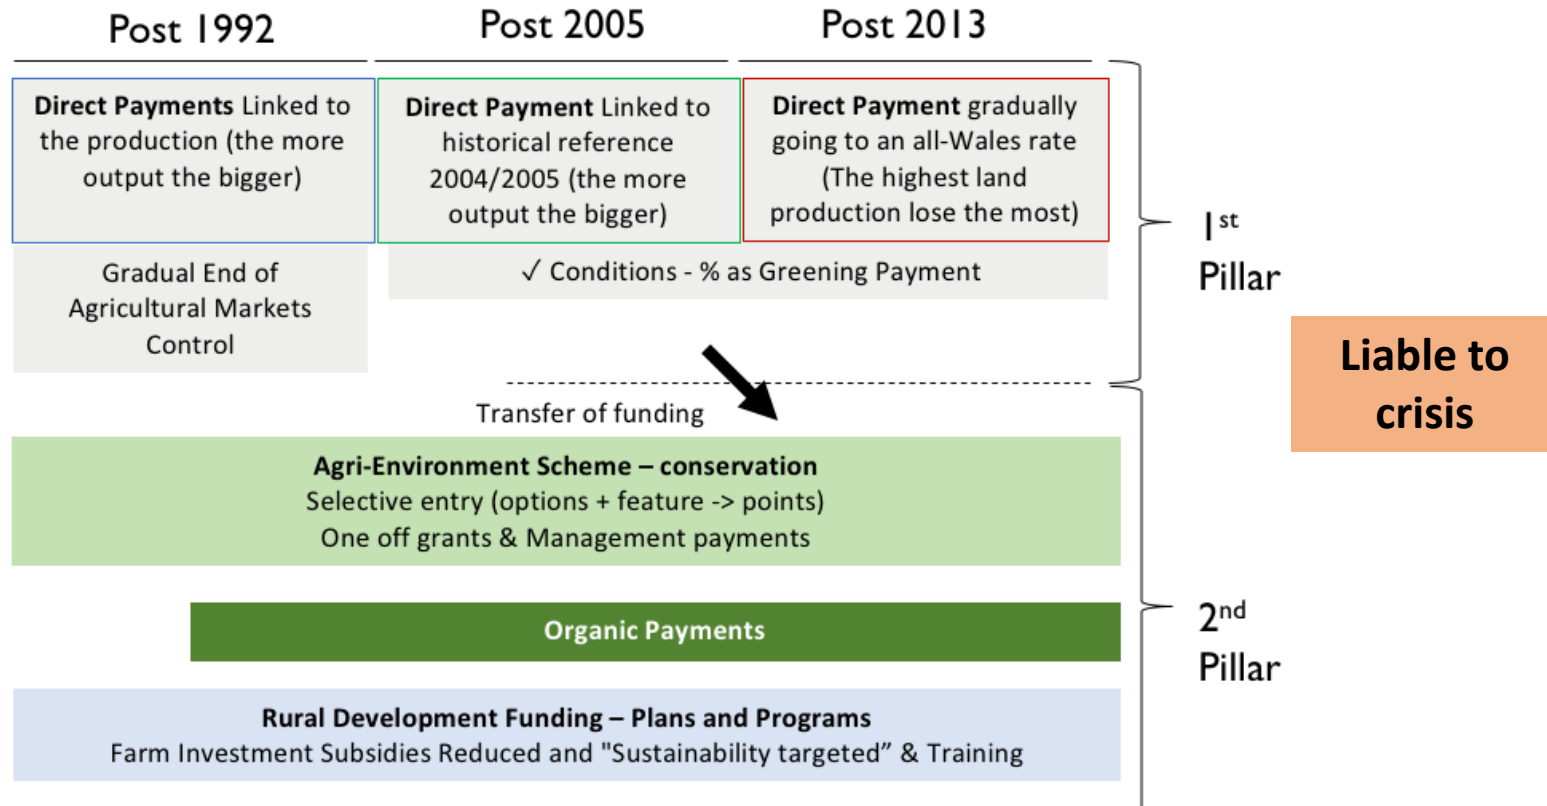 Post 1992
Post 2005
Post 2013
Direct Payments Linked to
the production (the more
output the bigger)
Direct Payment Linked to
historical reference
2004/2005 (the more
output the bigger)
Direct Payment gradually
going to an all-Wales rate
(The highest land
production lose the most)
Gradual End of
Agricultural Markets
Control
✓ Conditions - % as Greening Payment
1st
Pillar
Liable to
crisis
Transfer of funding
Agri-Environment Scheme – conservation
Selective entry (options + feature -> points)
One off grants & Management payments
Organic Payments
2nd
Pillar
Rural Development Funding – Plans and Programs
Farm Investment Subsidies Reduced and "Sustainability targeted” & Training